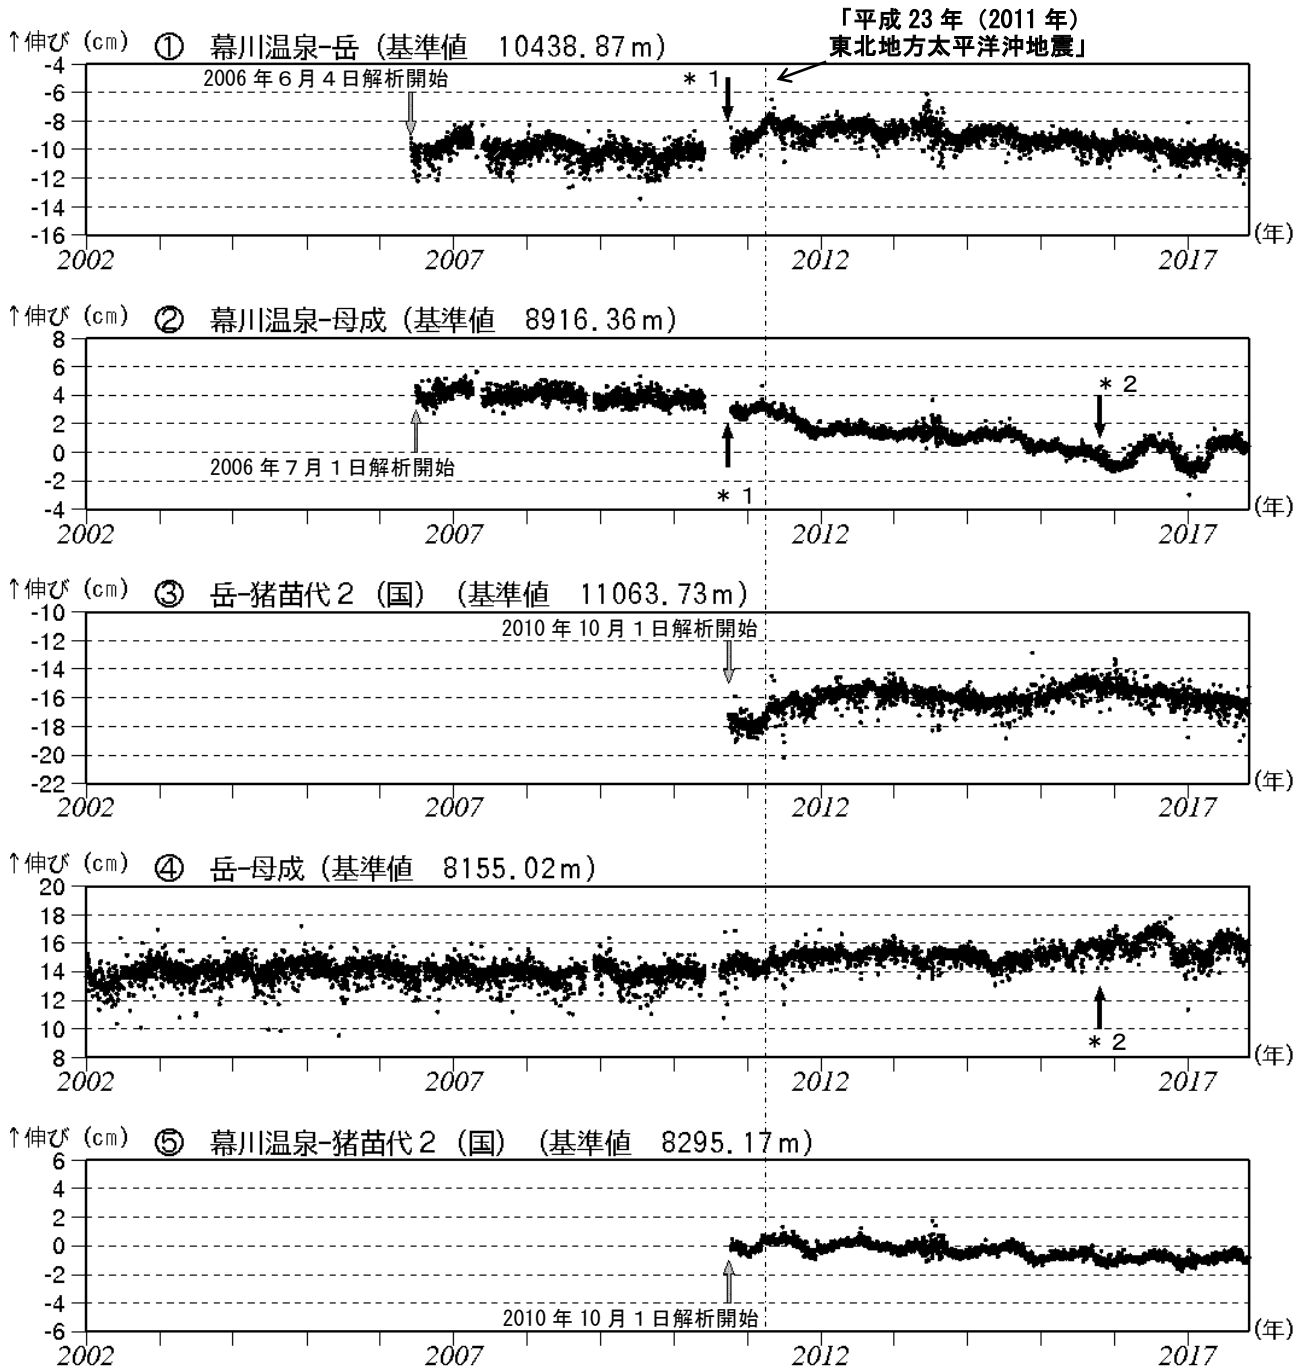 「平成 23 年（2011 年）
東北地方太平洋沖地震」
↑伸び（cm） ① 幕川温泉-岳（基準値　10438.87m）
-4
2006 年６月４日解析開始
＊１
-6
-8
-10
-12
-14
-16
(年)
2002 2007 2012 2017
↑伸び（cm） ② 幕川温泉-母成（基準値　8916.36m）
8
6
4
＊２
2
0
2006 年７月１日解析開始
-2
＊１
-4
(年)
2002 2007 2012 2017
↑伸び（cm） ③ 岳-猪苗代２（国）（基準値　11063.73m）
-10
2010 年 10 月１日解析開始
-12
-14
-16
-18
-20
-22
(年)
2002 2007 2012 2017
↑伸び（cm） ④ 岳-母成（基準値　8155.02m）
20
18
16
14
12
10
＊２
8
(年)
2002 2007 2012 2017
↑伸び（cm） ⑤ 幕川温泉-猪苗代２（国）（基準値　8295.17m）
6
4
2
0
-2
-4
2010 年 10 月１日解析開始
-6
(年)
2002 2007 2012 2017